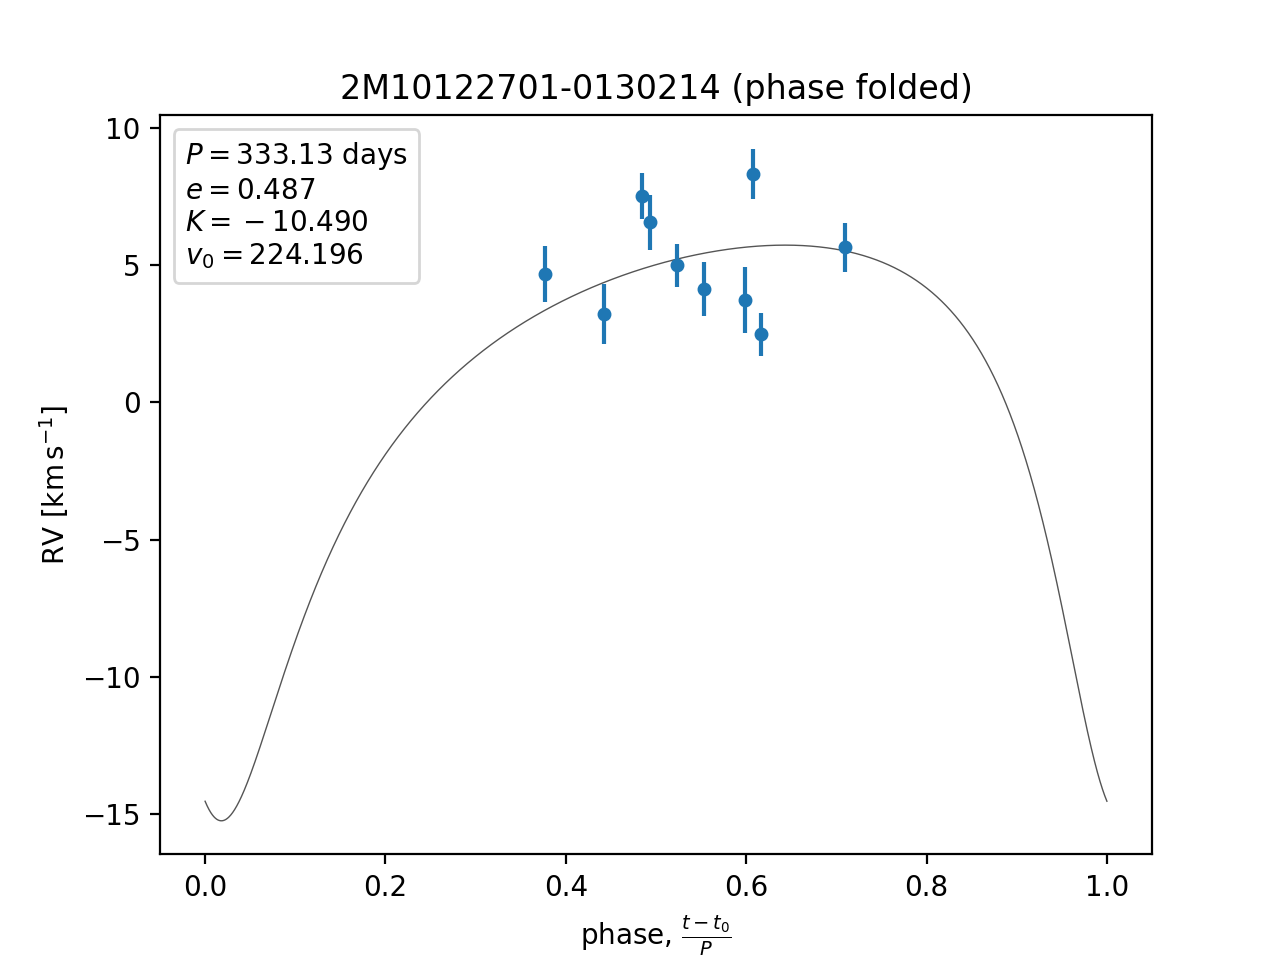 2M10122701-0130214 (phase folded)
P = 333.13 days
e = 0.487
K = −10.490
v₀ = 224.196
RV [km s⁻¹]
10
5
0
−5
−10
−15
0.0 0.2 0.4 0.6 0.8 1.0
phase, (t − t₀)/P